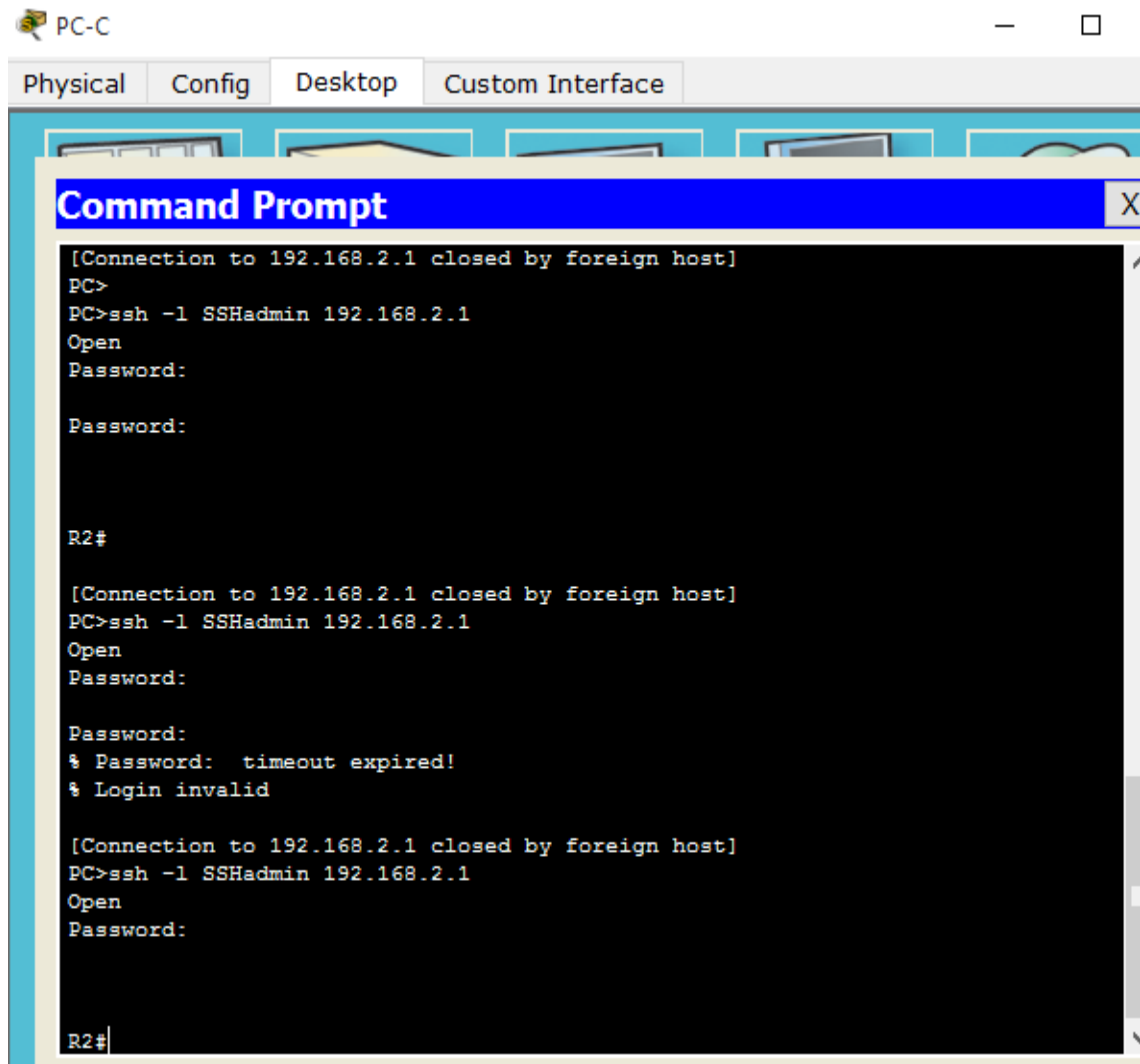 PC-C
Physical Config Desktop Custom Interface
Command Prompt X
[Connection to 192.168.2.1 closed by foreign host]
PC>
PC>ssh -l SSHadmin 192.168.2.1
Open
Password:
Password:
R2#
[Connection to 192.168.2.1 closed by foreign host]
PC>ssh -l SSHadmin 192.168.2.1
Open
Password:
Password:
% Password:  timeout expired!
% Login invalid
[Connection to 192.168.2.1 closed by foreign host]
PC>ssh -l SSHadmin 192.168.2.1
Open
Password:
R2#